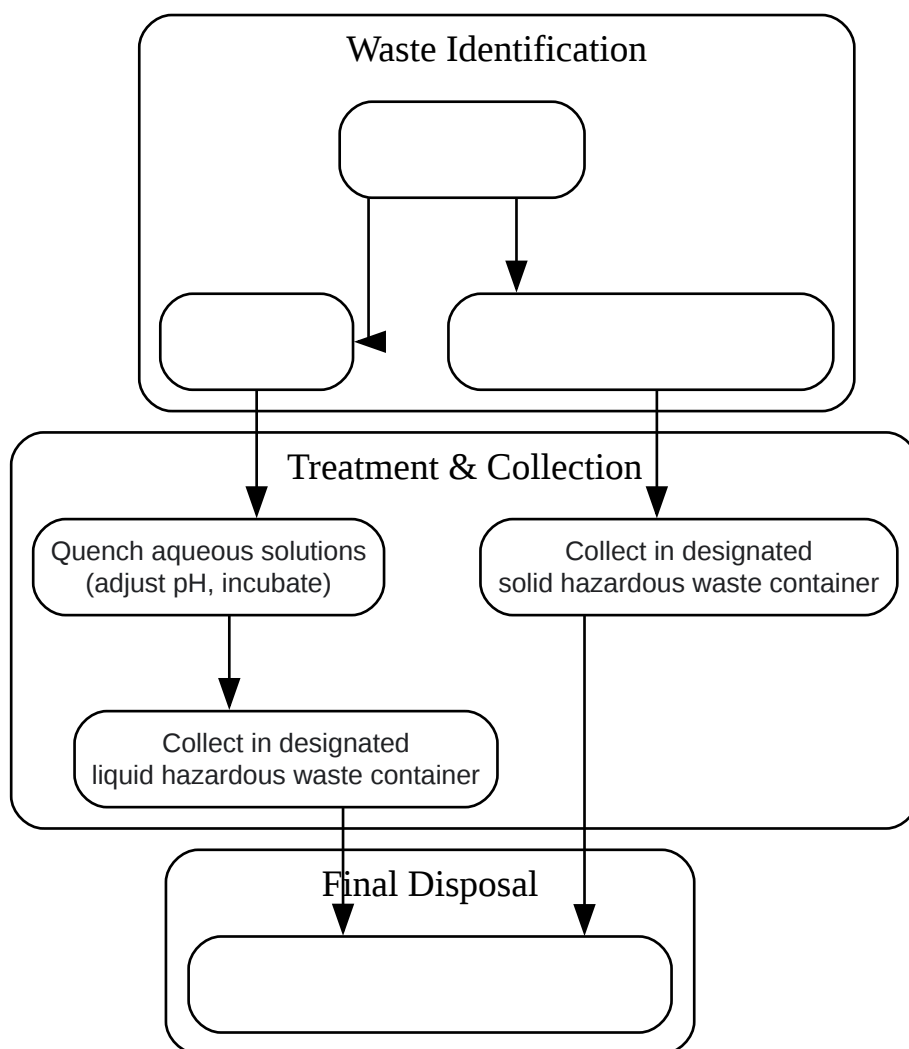 Waste Identification
Treatment & Collection
Quench aqueous solutions
(adjust pH, incubate)
Collect in designated
solid hazardous waste container
Collect in designated
liquid hazardous waste container
Final Disposal